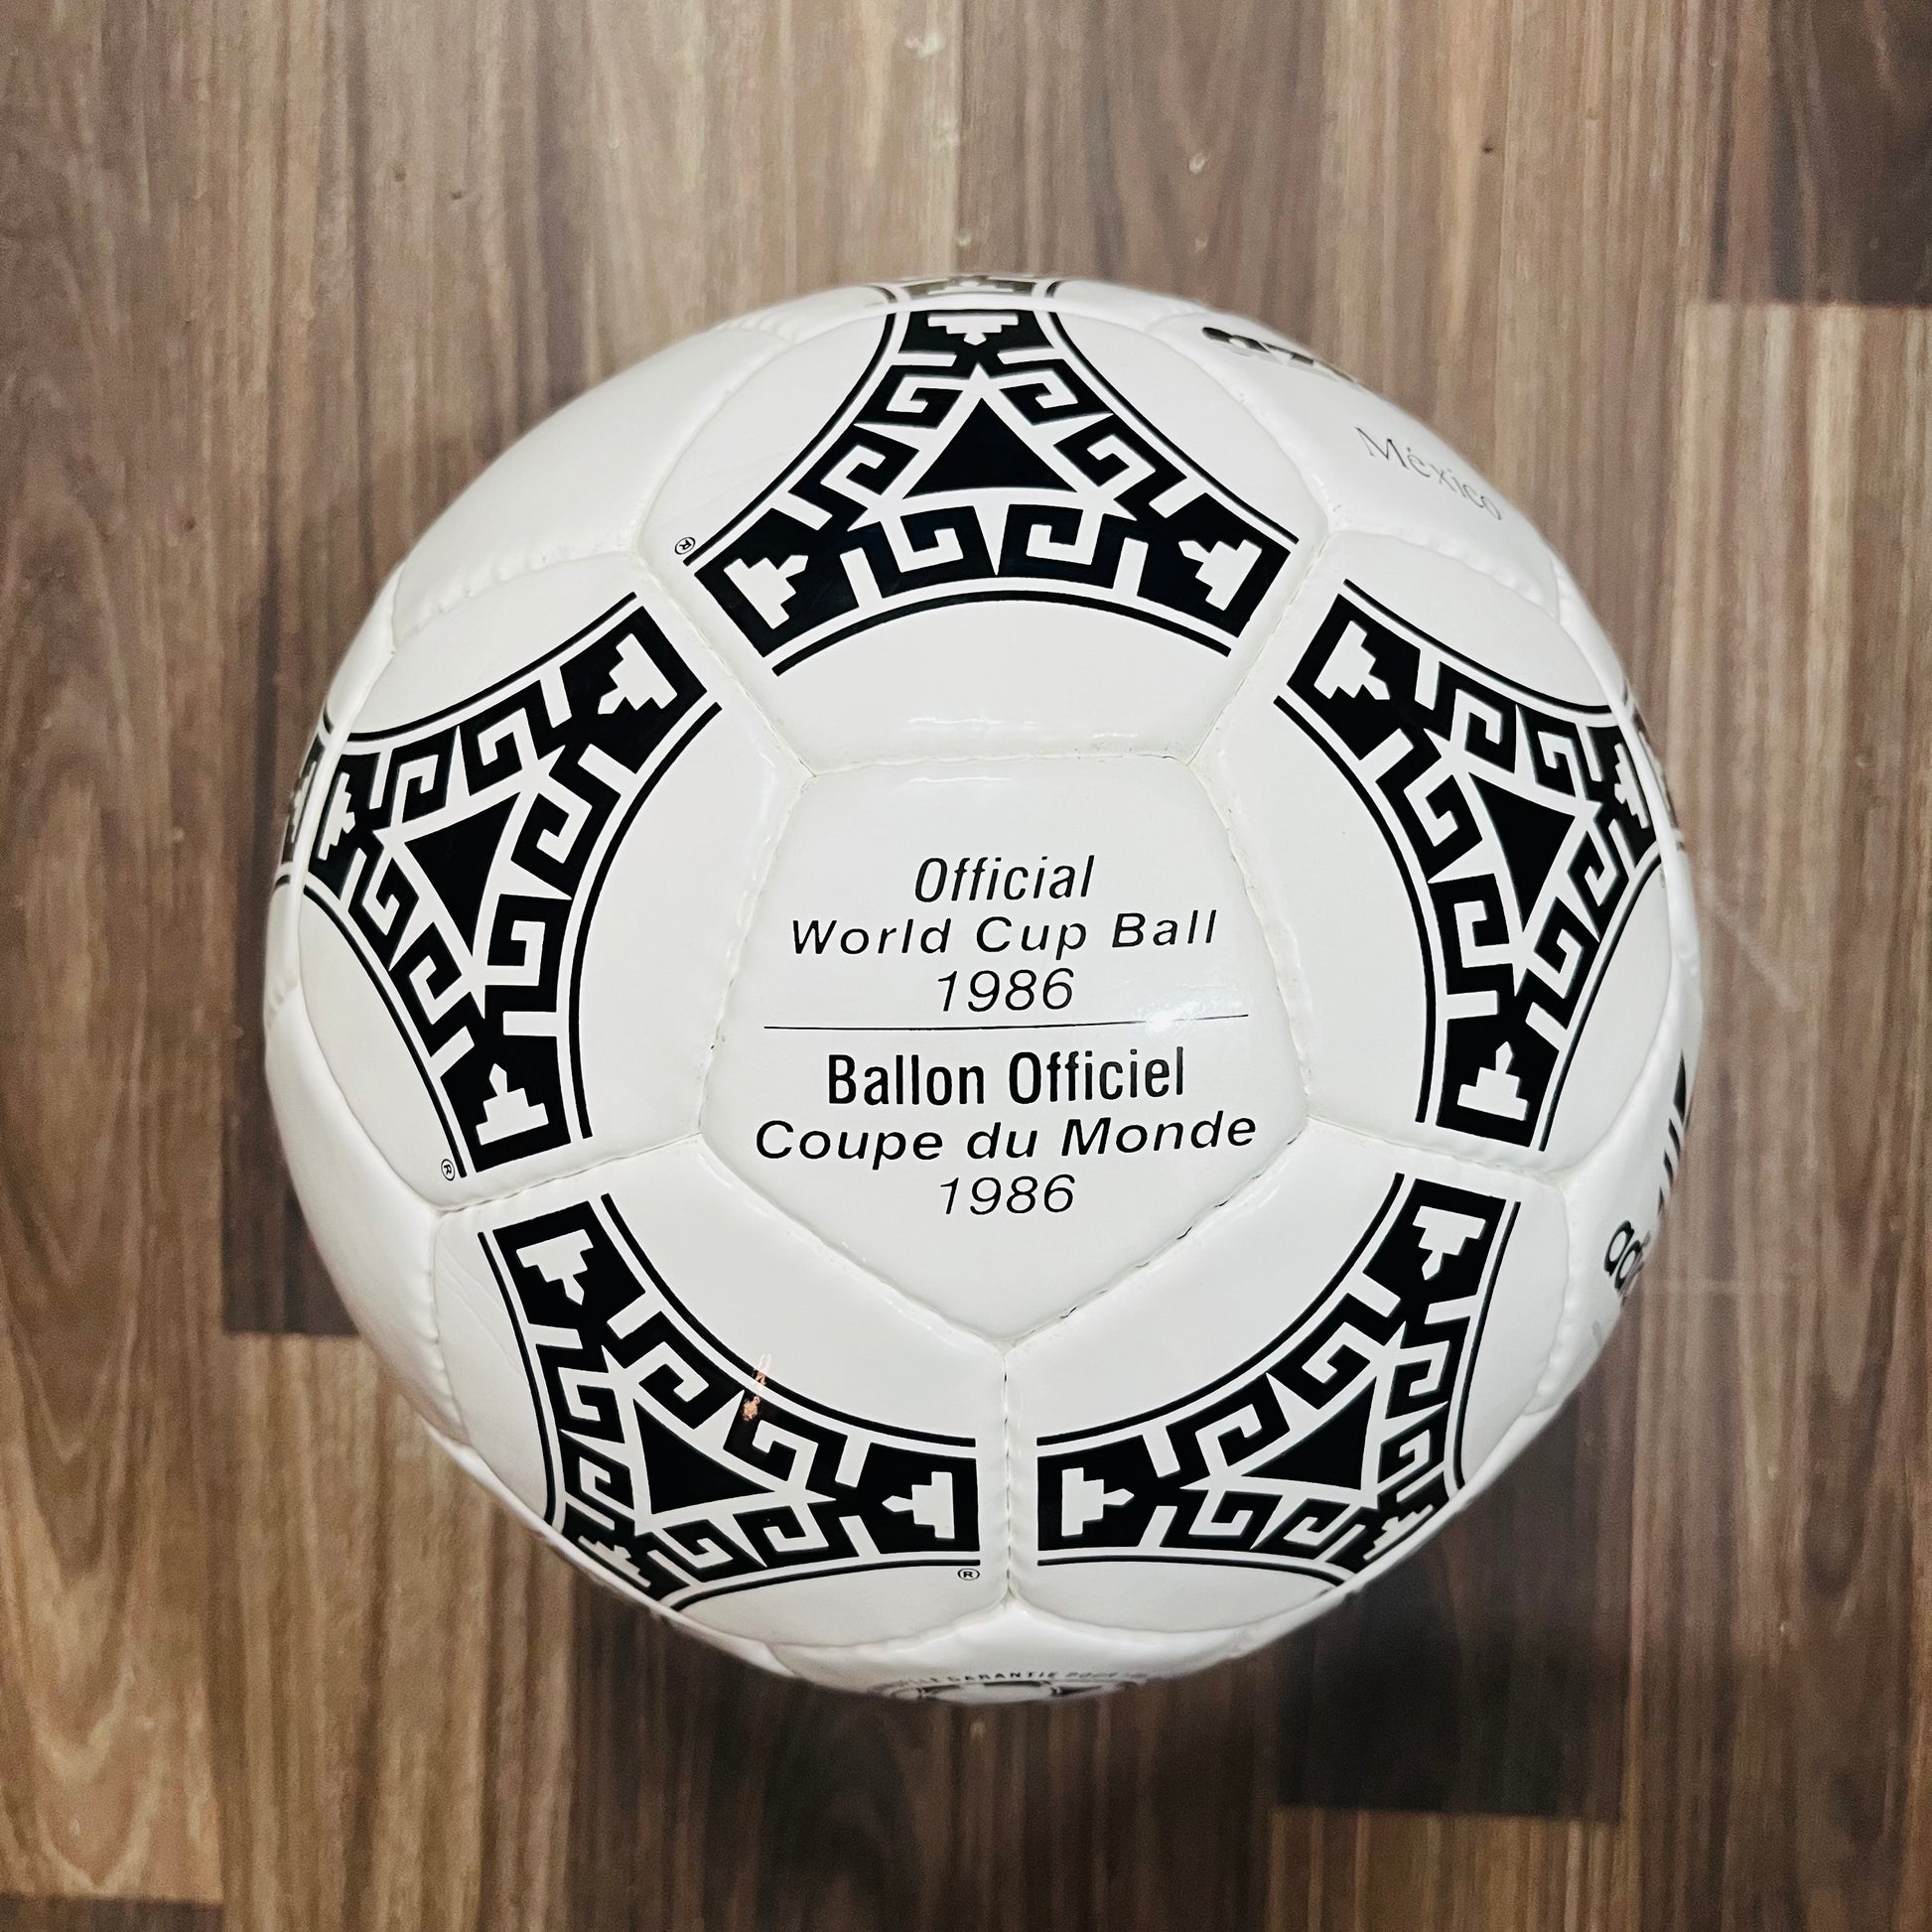 México
Official
World Cup Ball
1986
Ballon Officiel
Coupe du Monde
1986
®
®
®